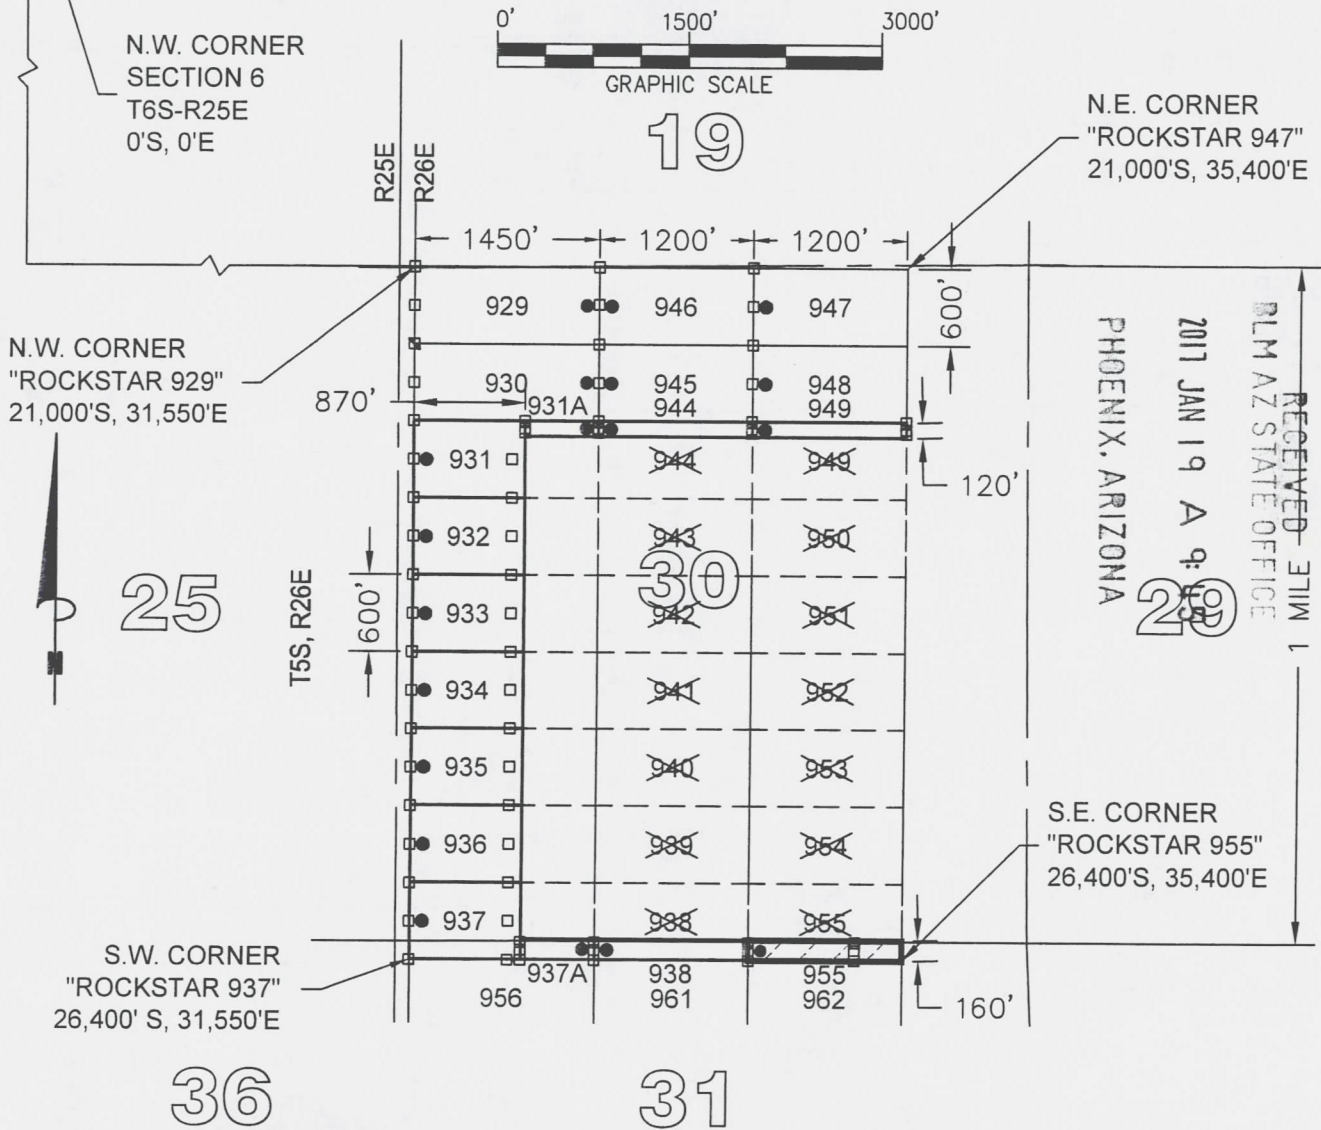 0' 1500' 3000'
GRAPHIC SCALE
N.W. CORNER
SECTION 6
T6S-R25E
0'S, 0'E
19
N.E. CORNER
"ROCKSTAR 947"
21,000'S, 35,400'E
R25E
R26E
1450' 1200' 1200'
929 946 947
600'
N.W. CORNER
"ROCKSTAR 929"
21,000'S, 31,550'E
930 945 948
870' 931A 944 949
120'
931 944 949
932 943 950
30
25
T5S, R26E
600'
933 942 951
934 941 952
935 940 953
936 939 954
937 938 955
S.E. CORNER
"ROCKSTAR 955"
26,400'S, 35,400'E
S.W. CORNER
"ROCKSTAR 937"
26,400' S, 31,550'E
937A 938 955
956 961 962
160'
36
31
29
1 MILE
RECEIVED
BLM AZ STATE OFFICE
2017 JAN 19 A 9:
PHOENIX, ARIZONA